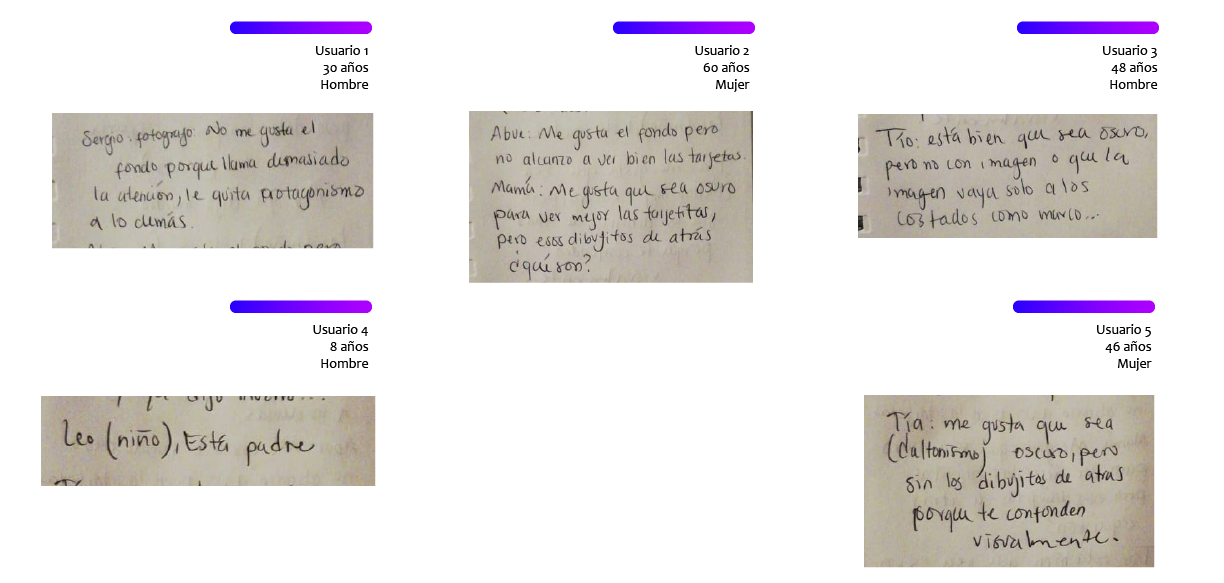 Usuario 1
30 años
Hombre
Sergio. fotografo: No me gusta el
fondo porque llama demasiado
la atención, le quita protagonismo
a lo demás.
Usuario 2
60 años
Mujer
Abue: Me gusta el fondo pero
no alcanzo a ver bien las tarjetas.
Mamá: Me gusta que sea osuro
para ver mejor las tarjetitas,
pero esos dibujitos de atrás
¿qué son?
Usuario 3
48 años
Hombre
Tío: está bien que sea osuro,
pero no con imagen o que la
imagen vaya solo a los
costados como marco...
Usuario 4
8 años
Hombre
Leo (niño), Está padre
Usuario 5
46 años
Mujer
Tía: me gusta que sea
(daltonismo) oscuro, pero
sin los dibujitos de atras
porque te confonden
visualmente.